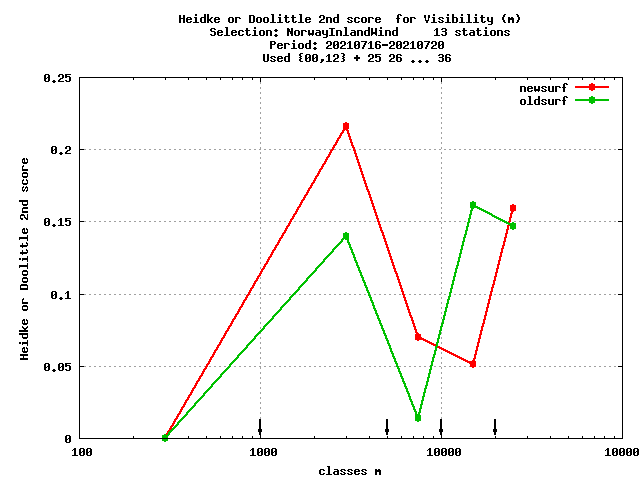 Heidke or Doolittle 2nd score  for Visibility (m)
Selection: NorwayInlandWind     13 stations
Period: 20210716-20210720
Used {00,12} + 25 26 ... 36
newsurf
oldsurf
Heidke or Doolittle 2nd score
0.25
0.2
0.15
0.1
0.05
0
100
1000
10000
10000
classes m